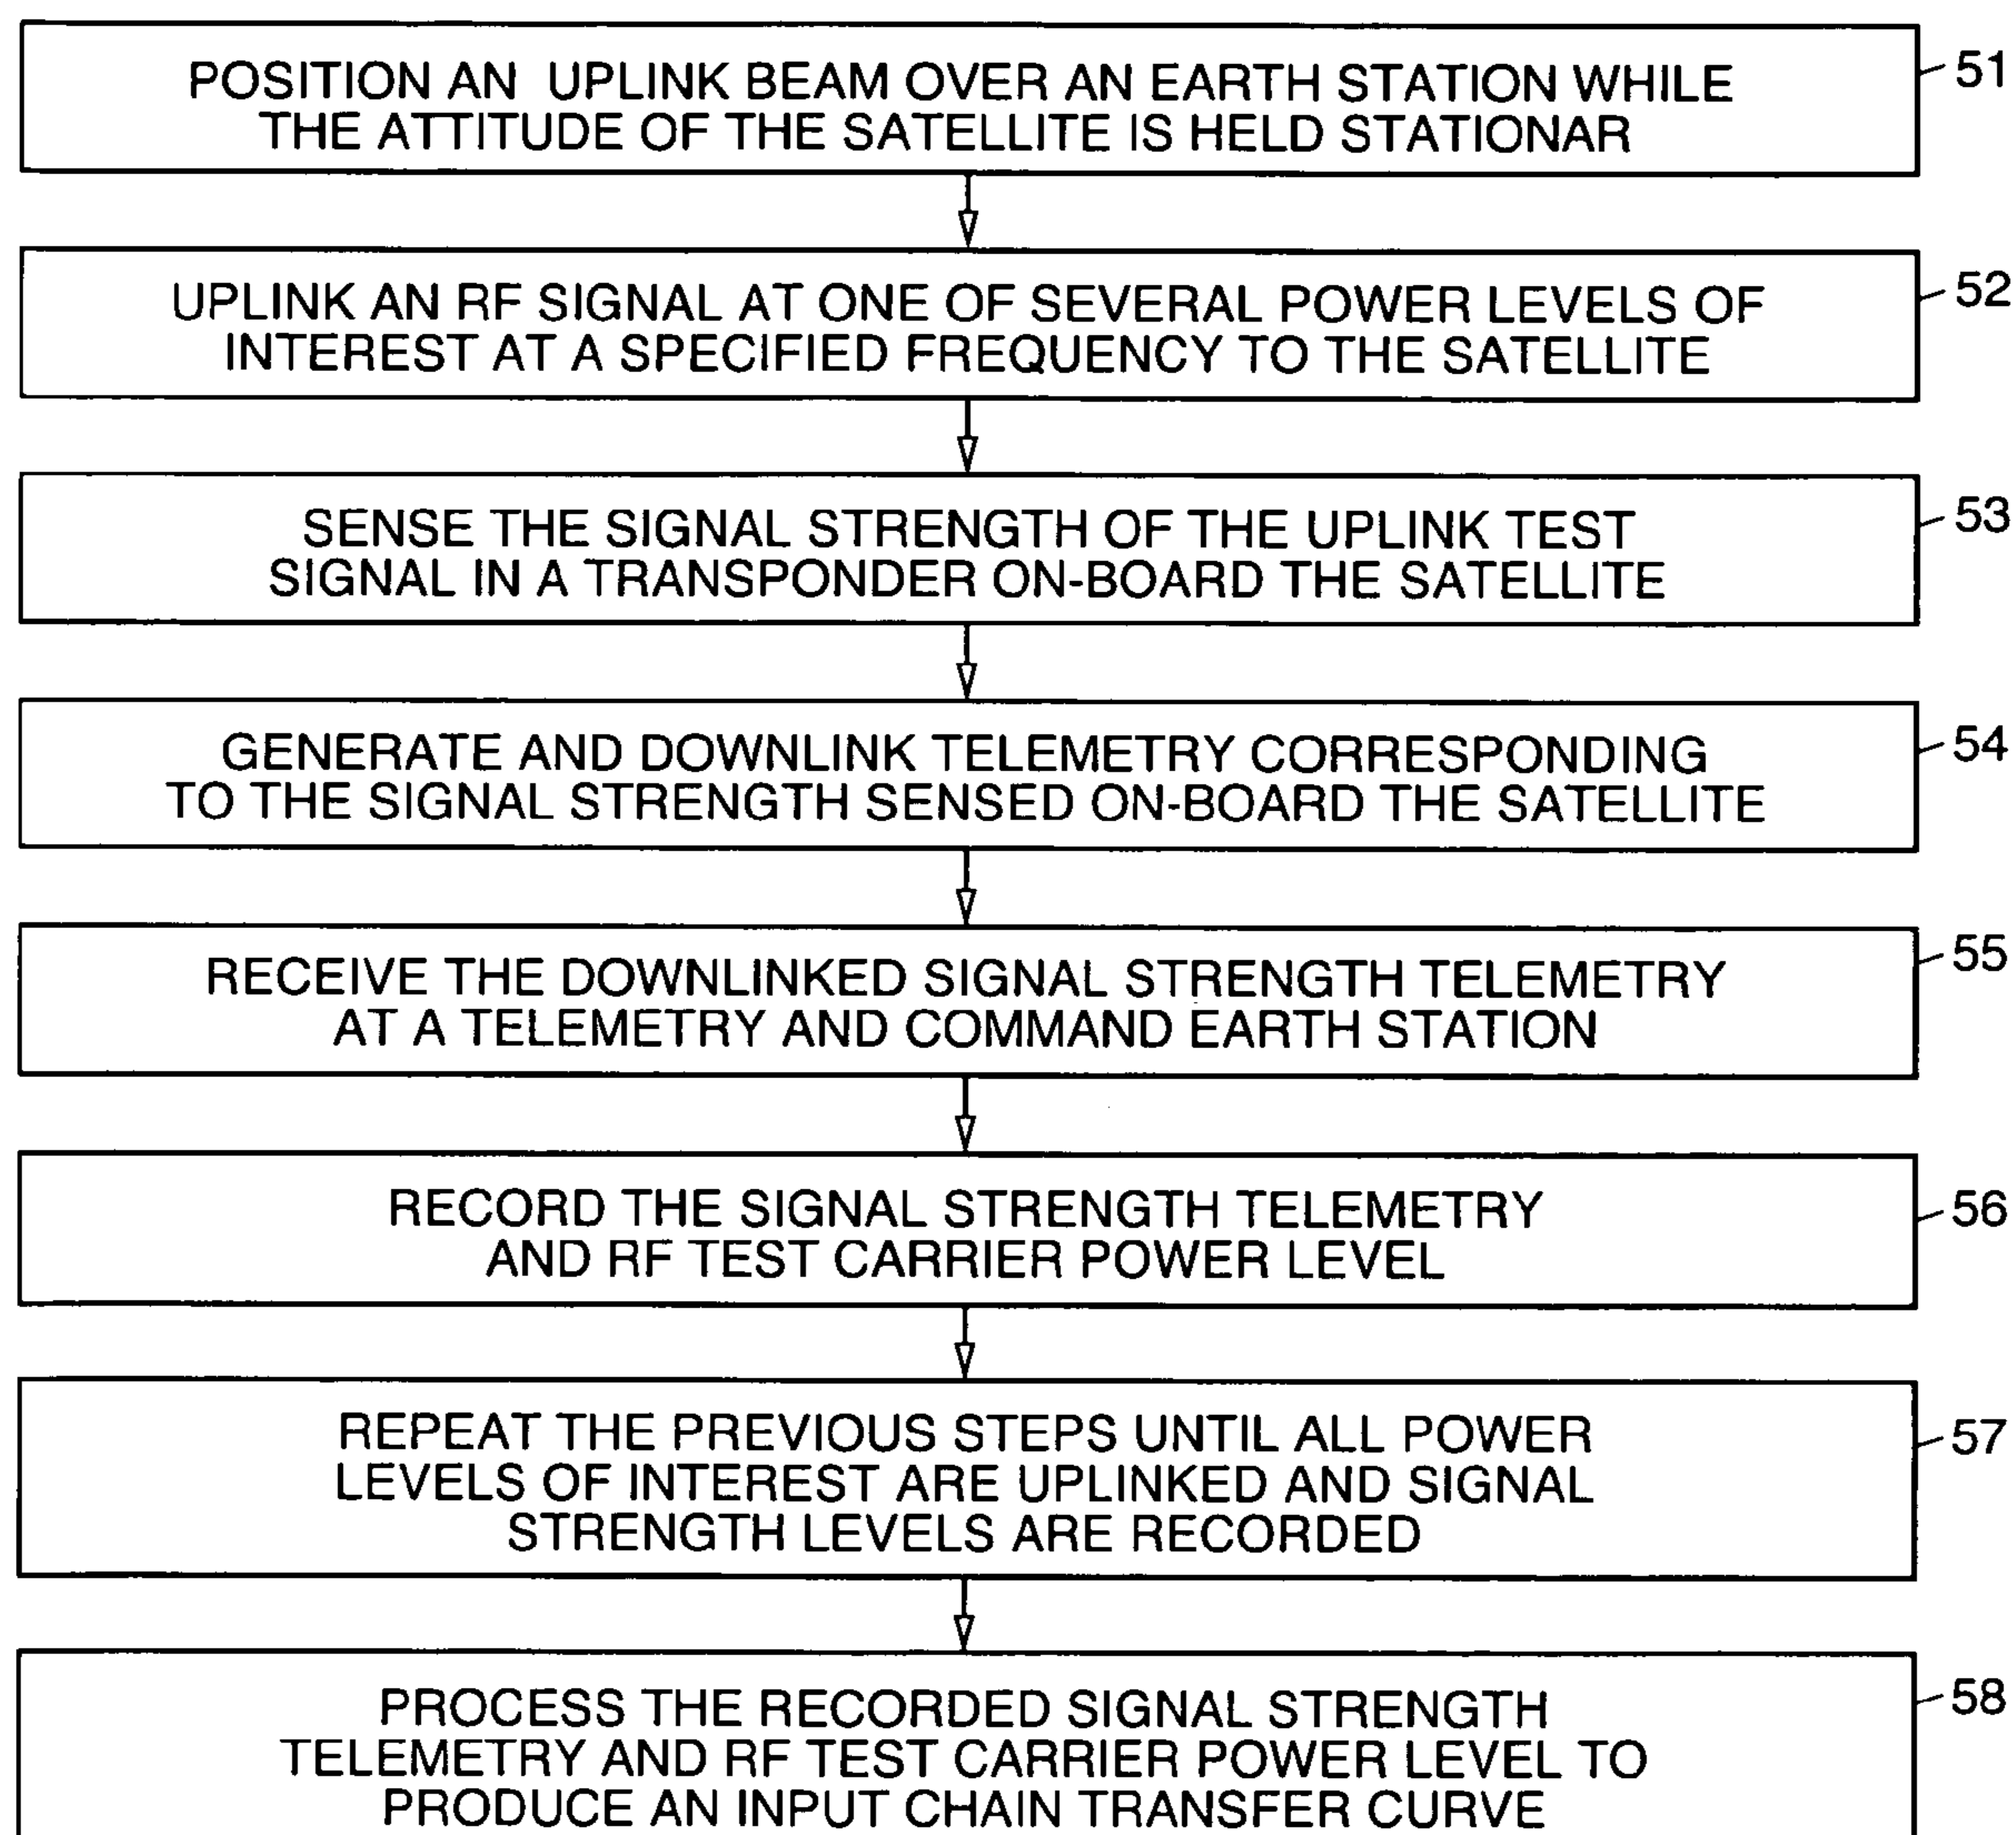 POSITION AN UPLINK BEAM OVER AN EARTH STATION WHILE
THE ATTITUDE OF THE SATELLITE IS HELD STATIONAR
51
UPLINK AN RF SIGNAL AT ONE OF SEVERAL POWER LEVELS OF
INTEREST AT A SPECIFIED FREQUENCY TO THE SATELLITE
52
SENSE THE SIGNAL STRENGTH OF THE UPLINK TEST
SIGNAL IN A TRANSPONDER ON-BOARD THE SATELLITE
53
GENERATE AND DOWNLINK TELEMETRY CORRESPONDING
TO THE SIGNAL STRENGTH SENSED ON-BOARD THE SATELLITE
54
RECEIVE THE DOWNLINKED SIGNAL STRENGTH TELEMETRY
AT A TELEMETRY AND COMMAND EARTH STATION
55
RECORD THE SIGNAL STRENGTH TELEMETRY
AND RF TEST CARRIER POWER LEVEL
56
REPEAT THE PREVIOUS STEPS UNTIL ALL POWER
LEVELS OF INTEREST ARE UPLINKED AND SIGNAL
STRENGTH LEVELS ARE RECORDED
57
PROCESS THE RECORDED SIGNAL STRENGTH
TELEMETRY AND RF TEST CARRIER POWER LEVEL TO
PRODUCE AN INPUT CHAIN TRANSFER CURVE
58